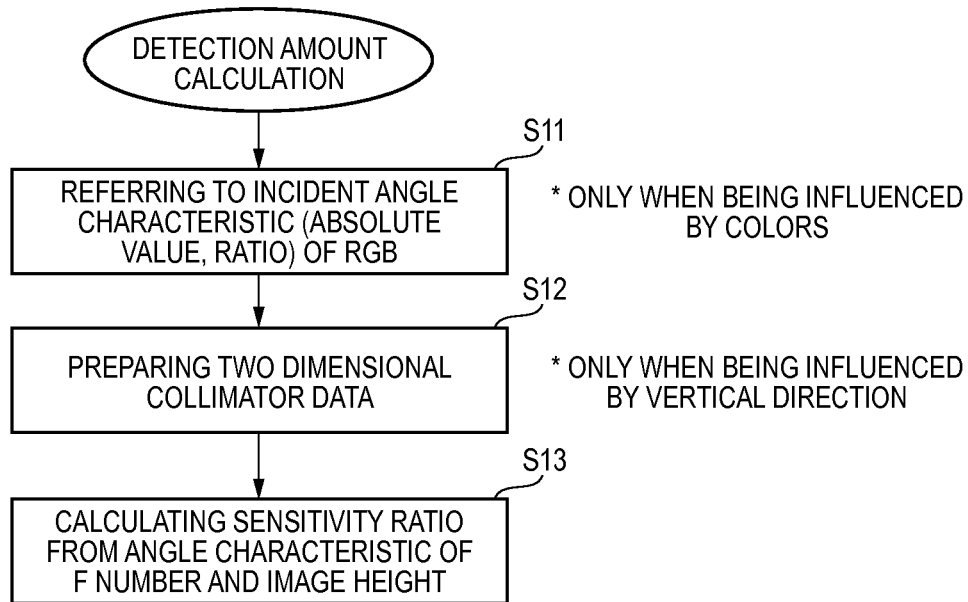 DETECTION AMOUNT
CALCULATION
S11
REFERRING TO INCIDENT ANGLE
CHARACTERISTIC (ABSOLUTE
VALUE, RATIO) OF RGB
* ONLY WHEN BEING INFLUENCED
BY COLORS
S12
PREPARING TWO DIMENSIONAL
COLLIMATOR DATA
* ONLY WHEN BEING INFLUENCED
BY VERTICAL DIRECTION
S13
CALCULATING SENSITIVITY RATIO
FROM ANGLE CHARACTERISTIC OF
F NUMBER AND IMAGE HEIGHT